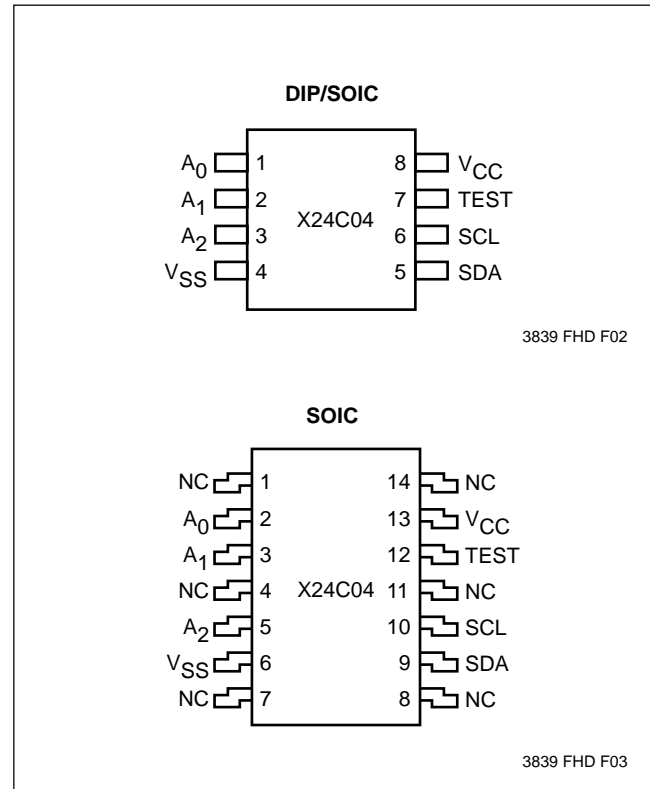 DIP/SOIC
A0 1 8 VCC
A1 2 7 TEST
X24C04
A2 3 6 SCL
VSS 4 5 SDA
3839 FHD F02
SOIC
NC 1 14 NC
A0 2 13 VCC
A1 3 12 TEST
NC 4 X24C04 11 NC
A2 5 10 SCL
VSS 6 9 SDA
NC 7 8 NC
3839 FHD F03